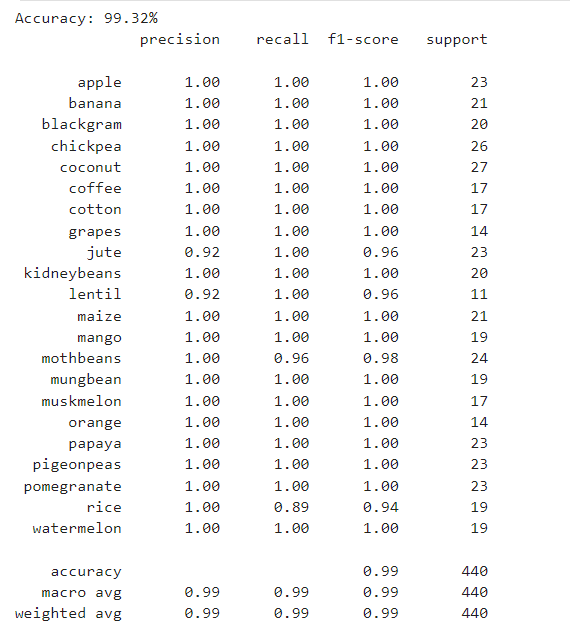 Accuracy: 99.32%
precision recall f1-score support
apple 1.00 1.00 1.00 23
banana 1.00 1.00 1.00 21
blackgram 1.00 1.00 1.00 20
chickpea 1.00 1.00 1.00 26
coconut 1.00 1.00 1.00 27
coffee 1.00 1.00 1.00 17
cotton 1.00 1.00 1.00 17
grapes 1.00 1.00 1.00 14
jute 0.92 1.00 0.96 23
kidneybeans 1.00 1.00 1.00 20
lentil 0.92 1.00 0.96 11
maize 1.00 1.00 1.00 21
mango 1.00 1.00 1.00 19
mothbeans 1.00 0.96 0.98 24
mungbean 1.00 1.00 1.00 19
muskmelon 1.00 1.00 1.00 17
orange 1.00 1.00 1.00 14
papaya 1.00 1.00 1.00 23
pigeonpeas 1.00 1.00 1.00 23
pomegranate 1.00 1.00 1.00 23
rice 1.00 0.89 0.94 19
watermelon 1.00 1.00 1.00 19
accuracy 0.99 440
macro avg 0.99 0.99 0.99 440
weighted avg 0.99 0.99 0.99 440